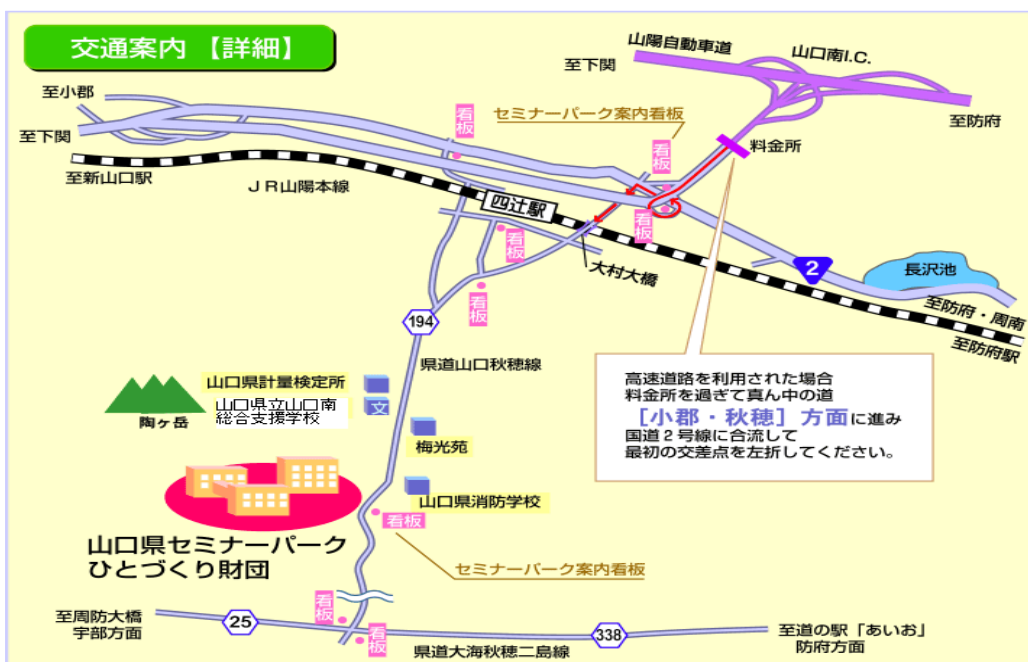 交通案内 【詳細】
山陽自動車道
山口南I.C.
至下関
至小郡
至防府
セミナーパーク案内看板
看板
至下関
看板
料金所
至新山口駅
JR山陽本線
四辻駅
看板
看板
大村大橋
2
長沢池
看板
至防府・周南
至防府駅
194
県道山口秋穂線
高速道路を利用された場合
料金所を過ぎて真ん中の道
[小郡・秋穂] 方面に進み
国道2号線に合流して
最初の交差点を左折してください。
山口県計量検定所
山口県立山口南
総合支援学校
文
陶ヶ岳
梅光苑
山口県消防学校
看板
山口県セミナーパーク
ひとづくり財団
セミナーパーク案内看板
至周防大橋
宇部方面
25
看板
看板
県道大海秋穂二島線
338
至道の駅「あいお」
防府方面